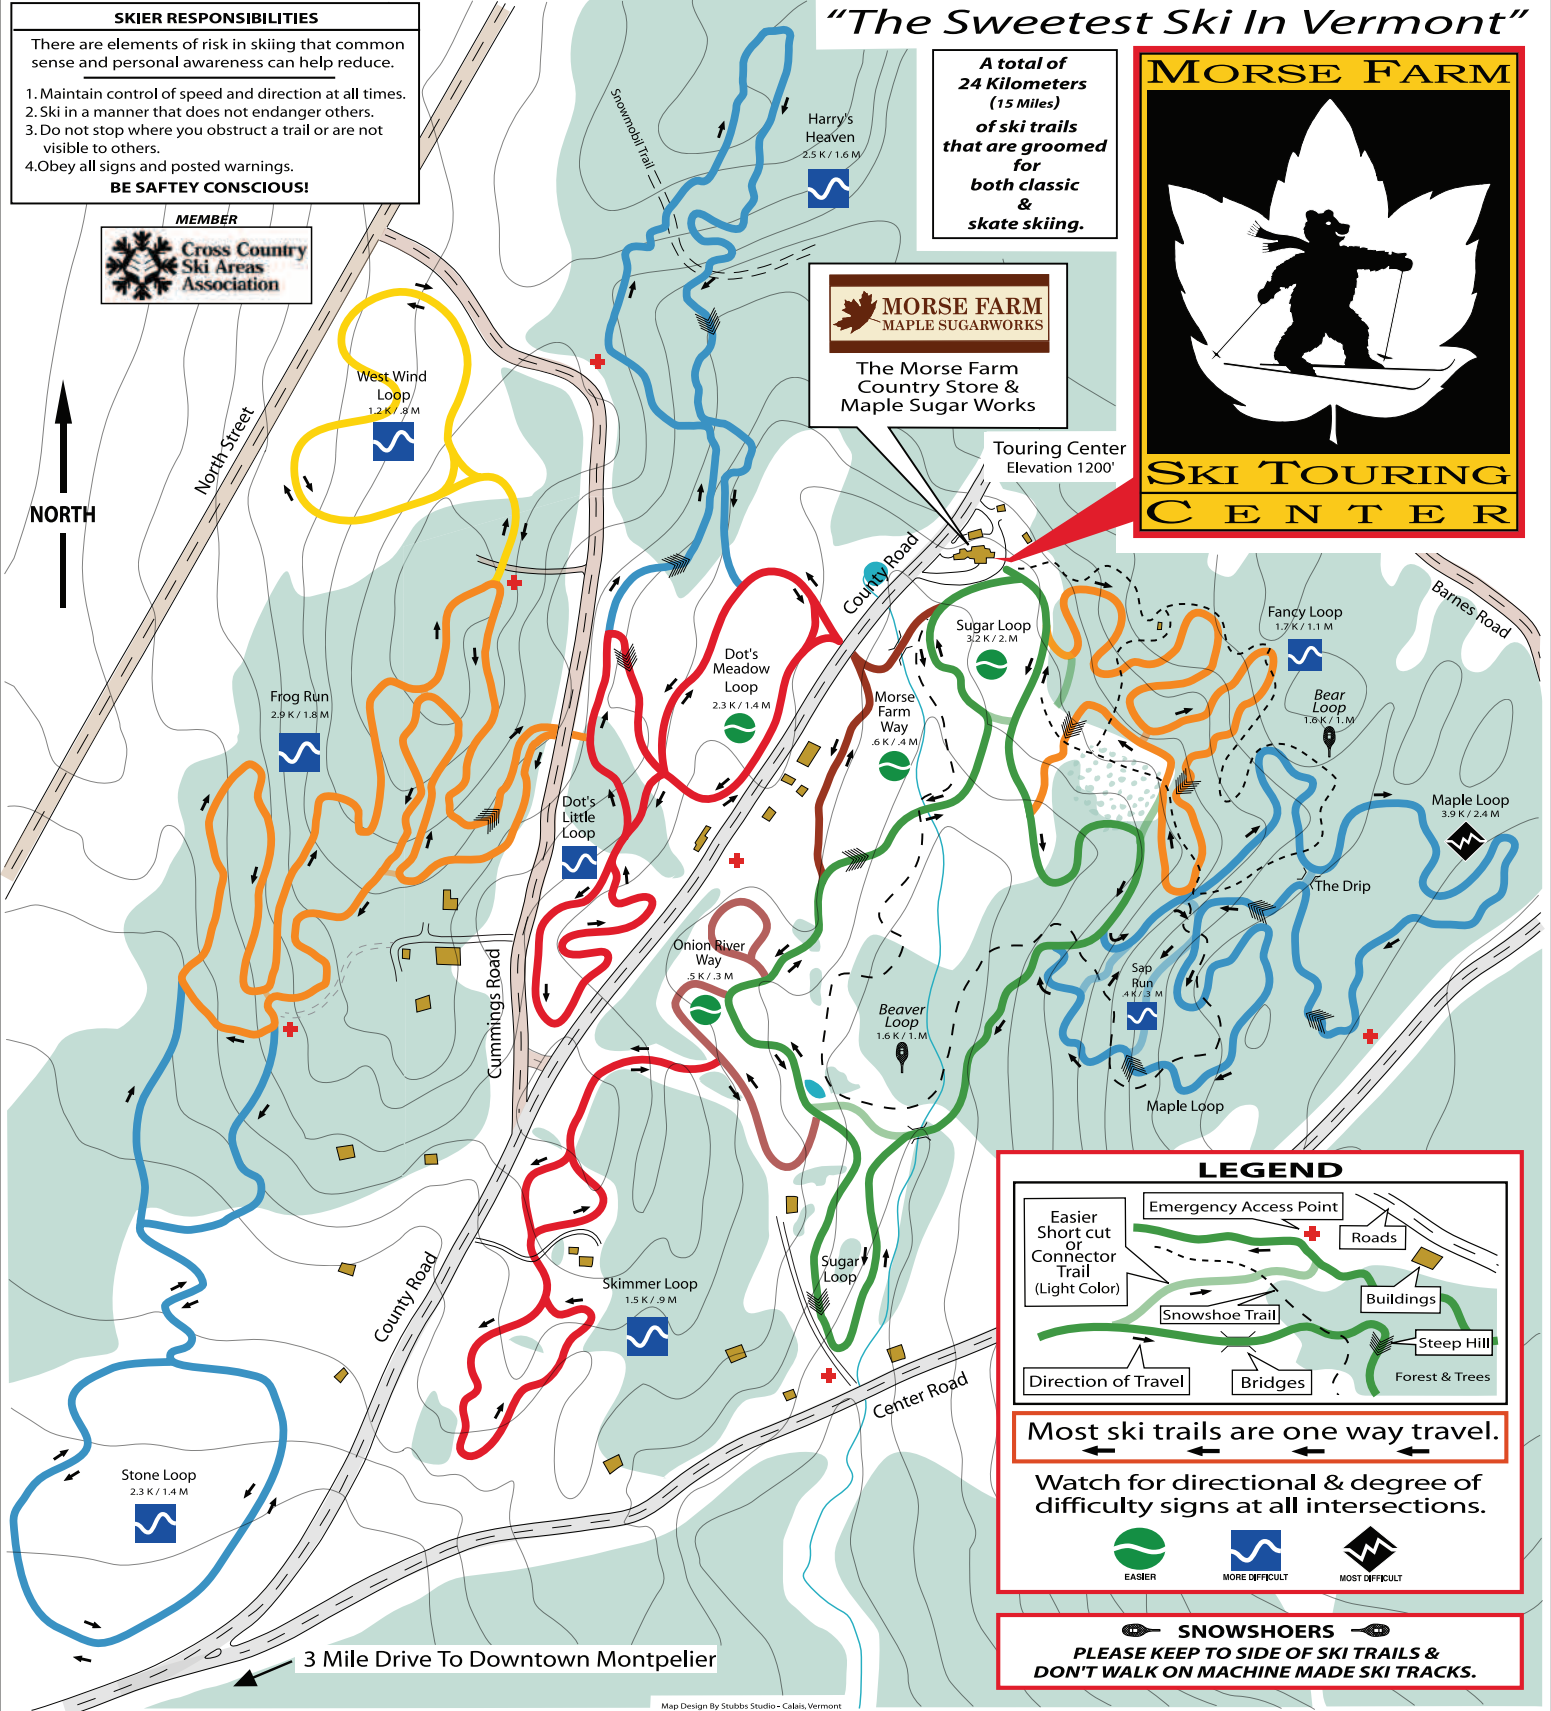 SKIER RESPONSIBILITIES
There are elements of risk in skiing that common
sense and personal awareness can help reduce.
1. Maintain control of speed and direction at all times.
2. Ski in a manner that does not endanger others.
3. Do not stop where you obstruct a trail or are not
visible to others.
4.Obey all signs and posted warnings.
BE SAFTEY CONSCIOUS!
MEMBER
Cross Country
Ski Areas
Association
"The Sweetest Ski In Vermont"
A total of
24 Kilometers
(15 Miles)
of ski trails
that are groomed
for
both classic
&
skate skiing.
MORSE FARM
SKI TOURING
CENTER
MORSE FARM
MAPLE SUGARWORKS
The Morse Farm
Country Store &
Maple Sugar Works
Touring Center
Elevation 1200'
Snowmobil Trail
Harry's
Heaven
2.5 K / 1.6 M
West Wind
Loop
1.2 K / .8 M
North Street
NORTH
County Road
Barnes Road
Fancy Loop
1.7 K / 1.1 M
Sugar Loop
3.2 K / 2. M
Dot's
Meadow
Loop
2.3 K / 1.4 M
Morse
Farm
Way
.6 K / .4 M
Bear
Loop
1.6 K / 1. M
Frog Run
2.9 K / 1.8 M
Dot's
Little
Loop
Maple Loop
3.9 K / 2.4 M
The Drip
Onion River
Way
.5 K / .3 M
Sap
Run
.4 K / .3 M
Beaver
Loop
1.6 K / 1. M
Cummings Road
Maple Loop
County Road
Sugar
Loop
Skimmer Loop
1.5 K / .9 M
Center Road
Stone Loop
2.3 K / 1.4 M
LEGEND
Easier
Short cut
or
Connector
Trail
(Light Color)
Emergency Access Point
Roads
Buildings
Snowshoe Trail
Steep Hill
Direction of Travel
Bridges
Forest & Trees
Most ski trails are one way travel.
Watch for directional & degree of
difficulty signs at all intersections.
EASIER
MORE DIFFICULT
MOST DIFFICULT
SNOWSHOERS
PLEASE KEEP TO SIDE OF SKI TRAILS &
DON'T WALK ON MACHINE MADE SKI TRACKS.
3 Mile Drive To Downtown Montpelier
Map Design By Stubbs Studio - Calais, Vermont